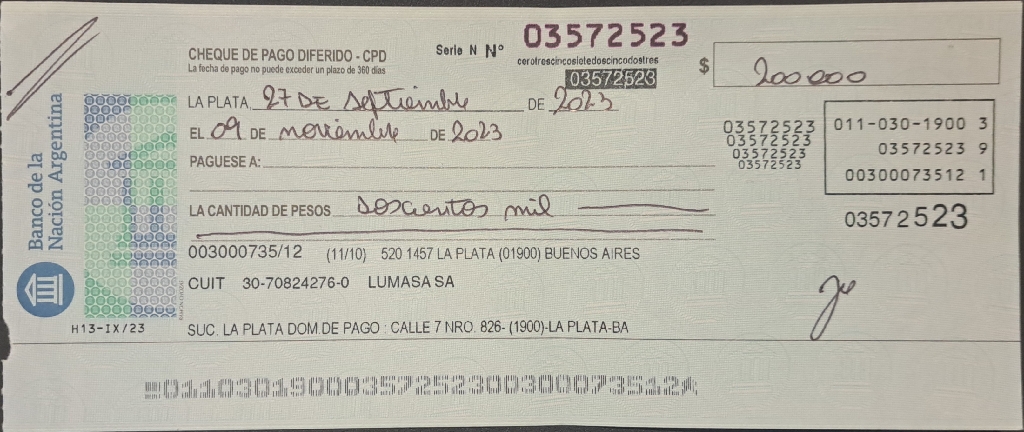 CHEQUE DE PAGO DIFERIDO - CPD
La fecha de pago no puede exceder un plazo de 360 días
Serie N Nº 03572523
cerotrescincosietedoscincodostres
03572523
$ 200000
LA PLATA, 27 DE septiembre DE 2023
EL 09 DE noviembre DE 2023
PAGUESE A:
03572523
03572523
03572523
03572523
011-030-1900 3
03572523 9
00300073512 1
LA CANTIDAD DE PESOS doscientos mil
03572523
003000735/12 (11/10) 520 1457 LA PLATA (01900) BUENOS AIRES
CUIT 30-70824276-0 LUMASA SA
Banco de la
Nación Argentina
H13-IX/23
SUC. LA PLATA DOM.DE PAGO : CALLE 7 NRO. 826- (1900)-LA PLATA-BA
01103019000357252300300073512